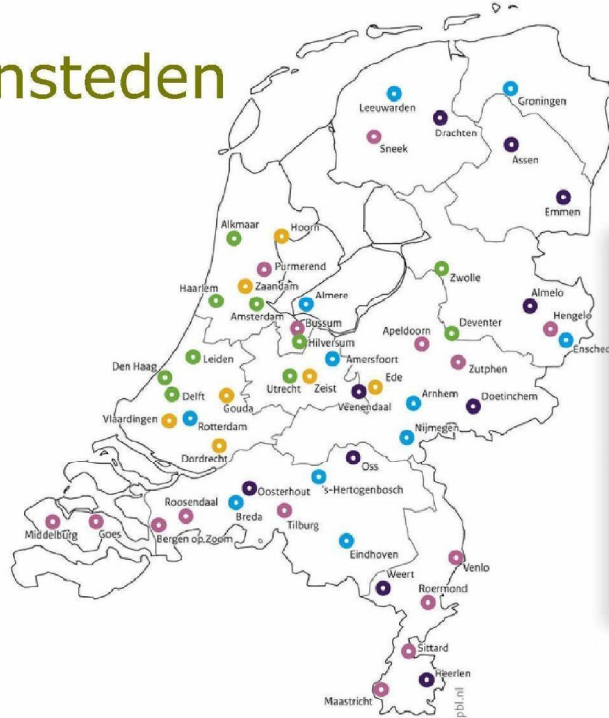 nsteden
Leeuwarden
Groningen
Drachten
Sneek
Assen
Emmen
Alkmaar
Hoorn
Purmerend
Zaandam
Haarlem
Amsterdam
Almere
Bussum
Hilversum
Zwolle
Almelo
Hengelo
Ensched
Apeldoorn
Deventer
Zutphen
Leiden
Amersfoort
Den Haag
Utrecht
Zeist
Ede
Veenendaal
Arnhem
Doetinchem
Delft
Gouda
Vlaardingen
Rotterdam
Nijmegen
Dordrecht
Oss
Oosterhout
's-Hertogenbosch
Roosendaal
Breda
Tilburg
Middelburg
Goes
Bergen op Zoom
Eindhoven
Venlo
Weert
Roermond
Sittard
Heerlen
Maastricht
pbl.nl